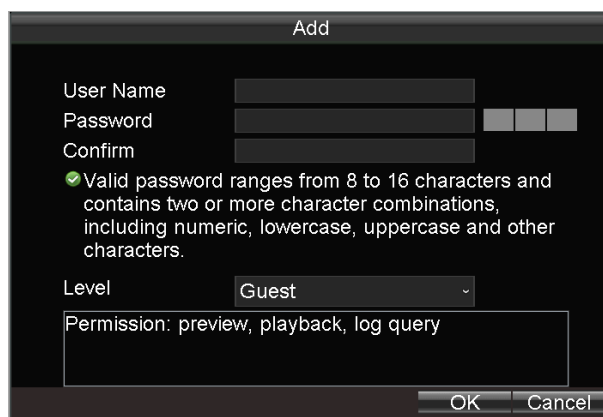 Add
User Name
Password
Confirm
Valid password ranges from 8 to 16 characters and
contains two or more character combinations,
including numeric, lowercase, uppercase and other
characters.
Level Guest
Permission: preview, playback, log query
OK Cancel